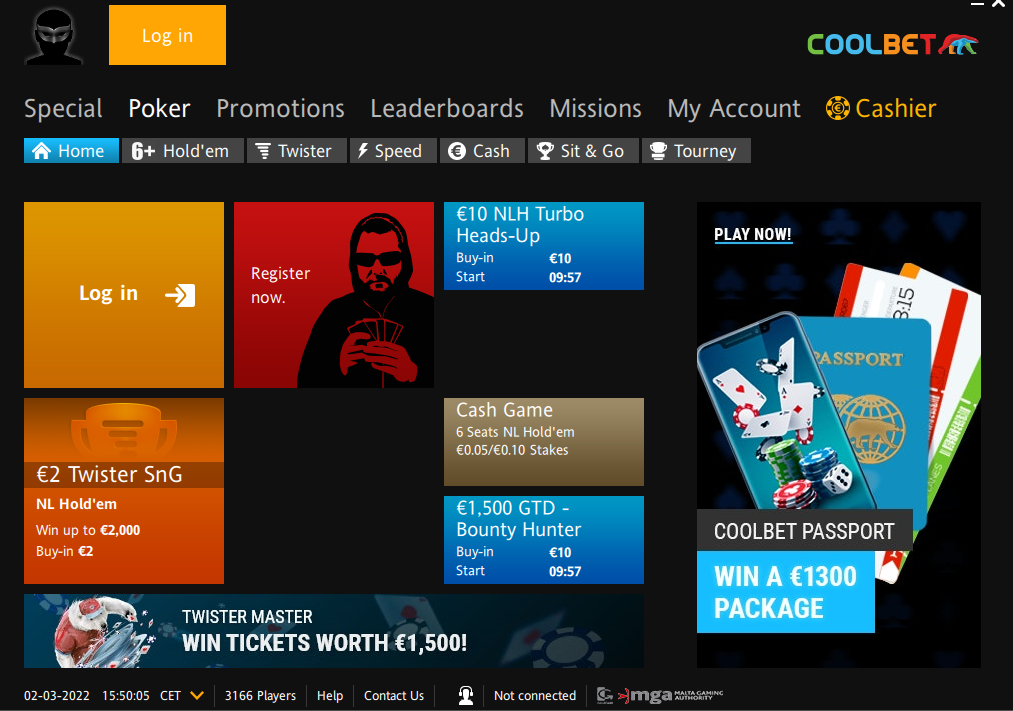 Log in
COOLBET
Special Poker Promotions Leaderboards Missions My Account Cashier
Home 6+ Hold'em Twister Speed Cash Sit & Go Tourney
Log in
Register
now.
€10 NLH Turbo
Heads-Up
Buy-in €10
Start 09:57
€2 Twister SnG
NL Hold'em
Win up to €2,000
Buy-in €2
Cash Game
6 Seats NL Hold'em
€0.05/€0.10 Stakes
€1,500 GTD -
Bounty Hunter
Buy-in €10
Start 09:57
TWISTER MASTER
WIN TICKETS WORTH €1,500!
PLAY NOW!
PASSPORT
COOLBET PASSPORT
WIN A €1300
PACKAGE
02-03-2022 15:50:05 CET 3166 Players Help Contact Us Not connected mga MALTA GAMING
AUTHORITY